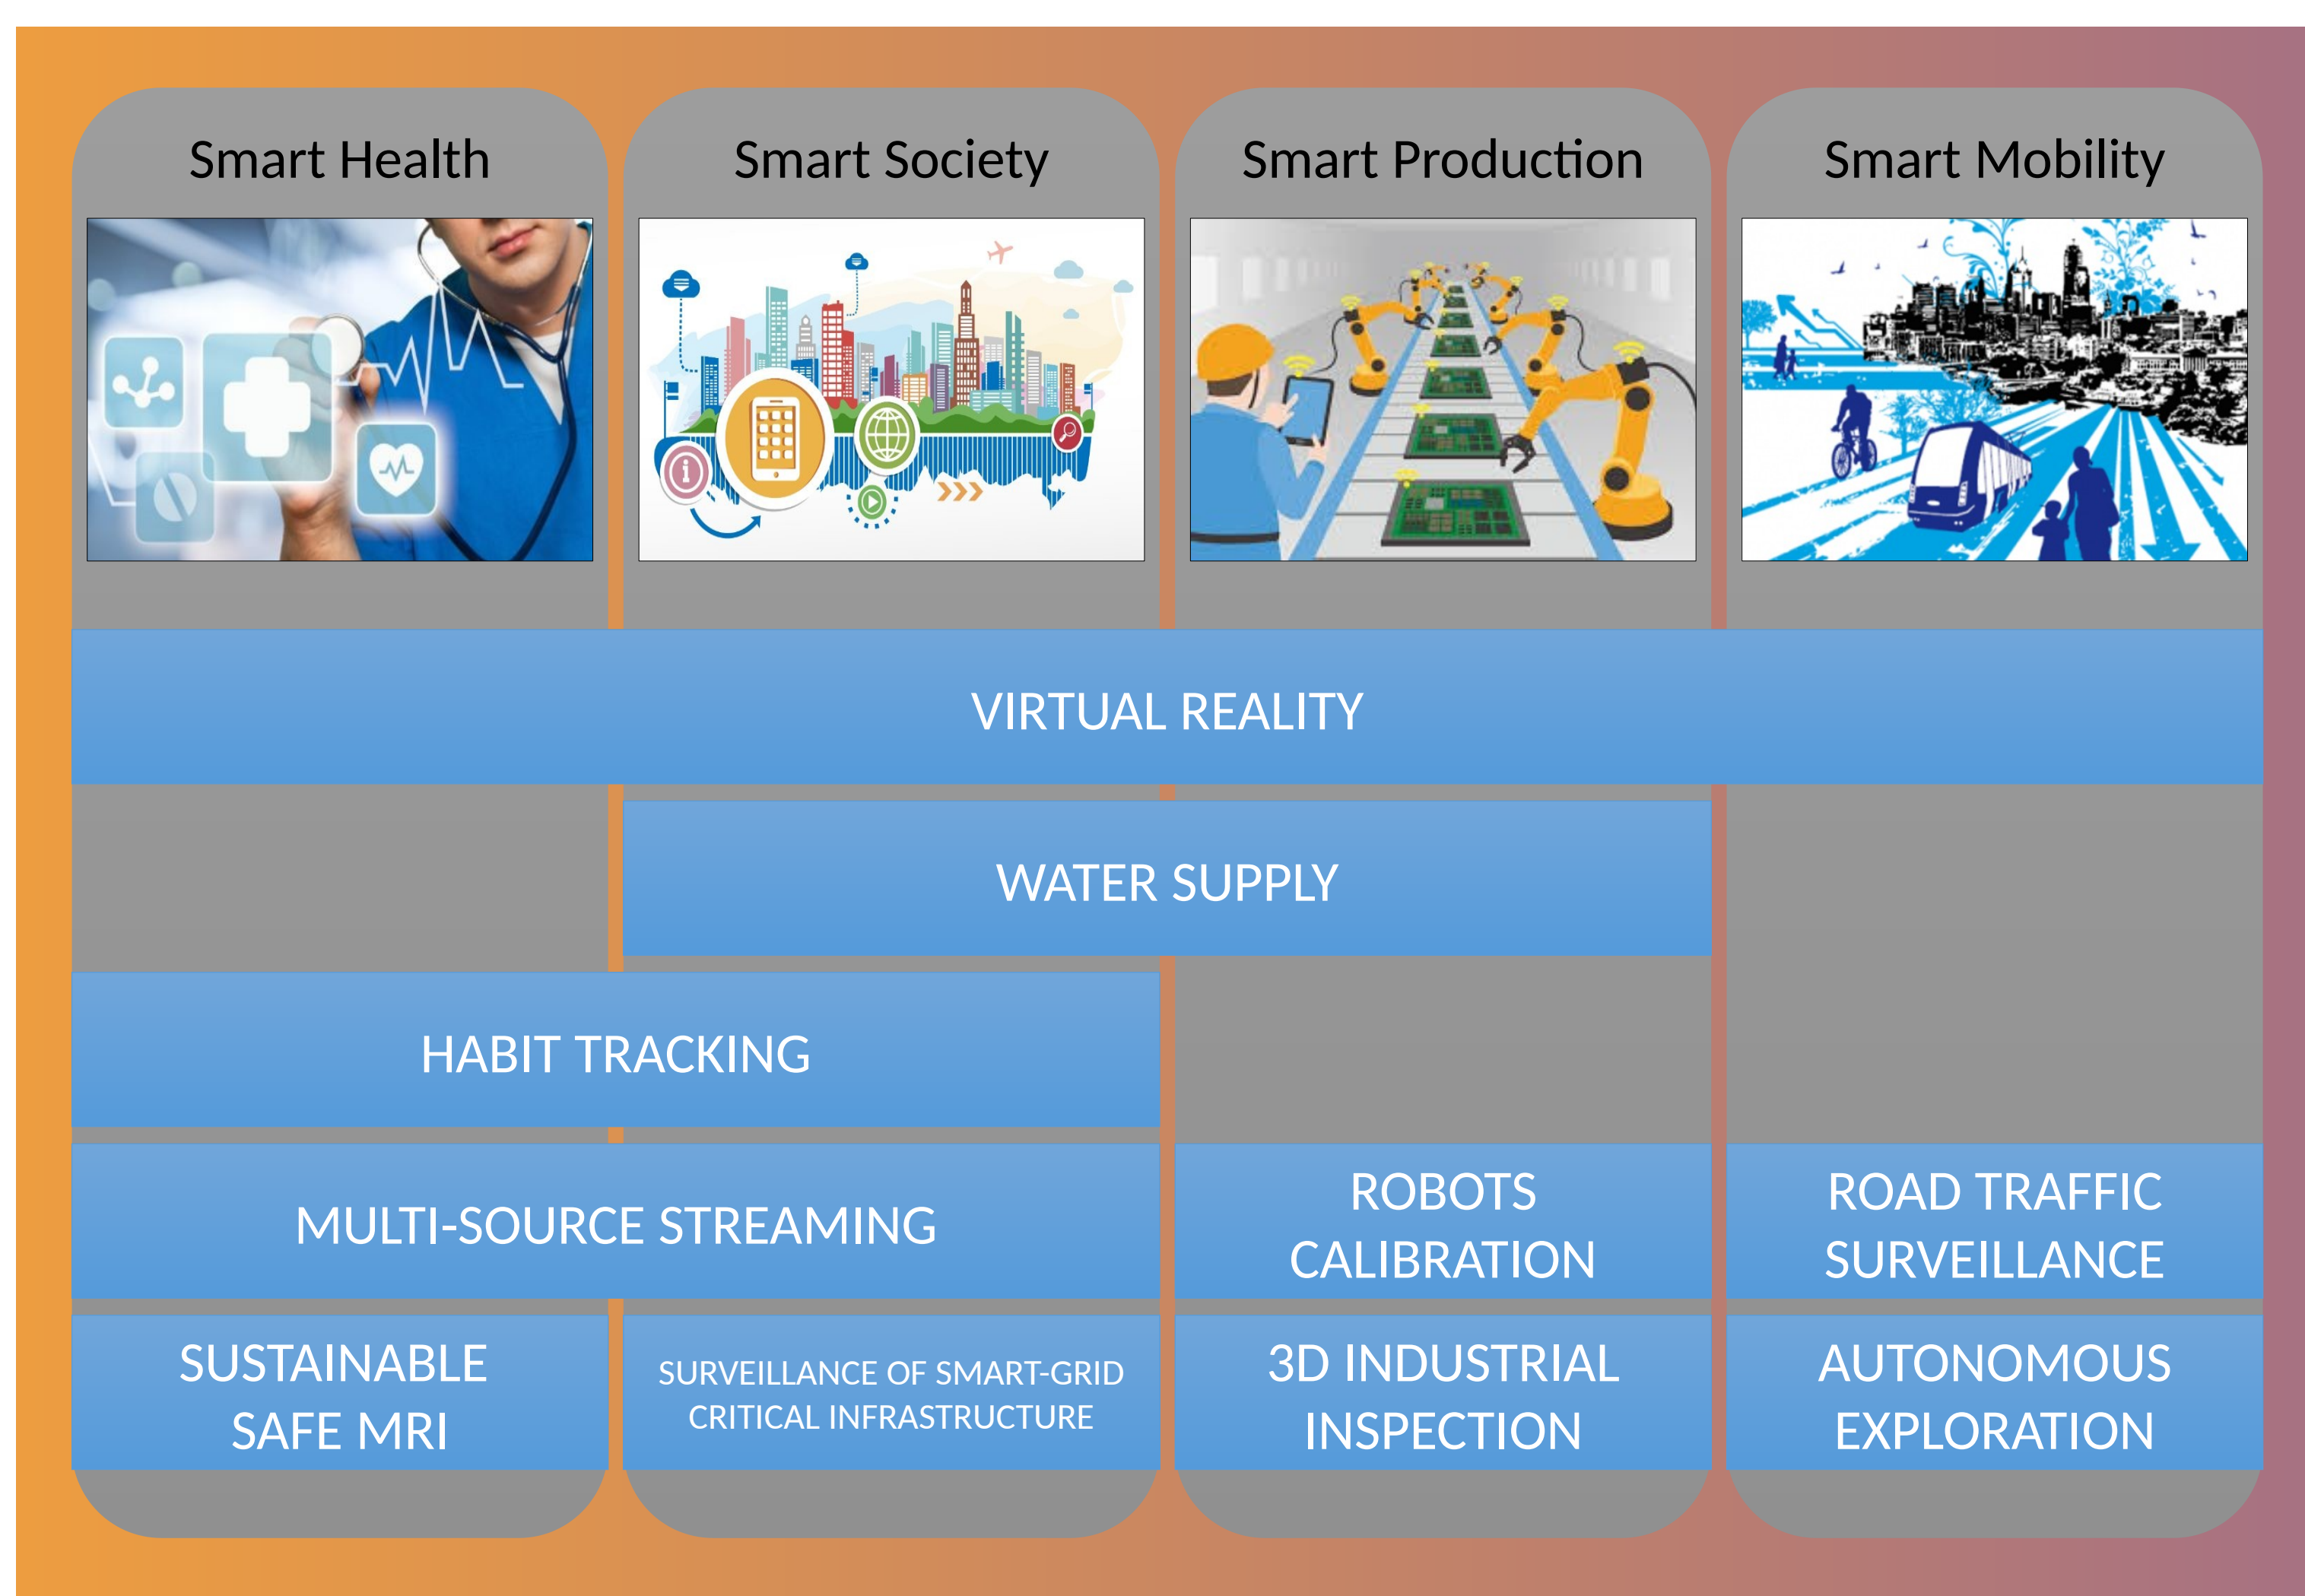 Smart Health
Smart Society
Smart Production
Smart Mobility
VIRTUAL REALITY
WATER SUPPLY
HABIT TRACKING
MULTI-SOURCE STREAMING
ROBOTS
CALIBRATION
ROAD TRAFFIC
SURVEILLANCE
SUSTAINABLE
SAFE MRI
SURVEILLANCE OF SMART-GRID
CRITICAL INFRASTRUCTURE
3D INDUSTRIAL
INSPECTION
AUTONOMOUS
EXPLORATION